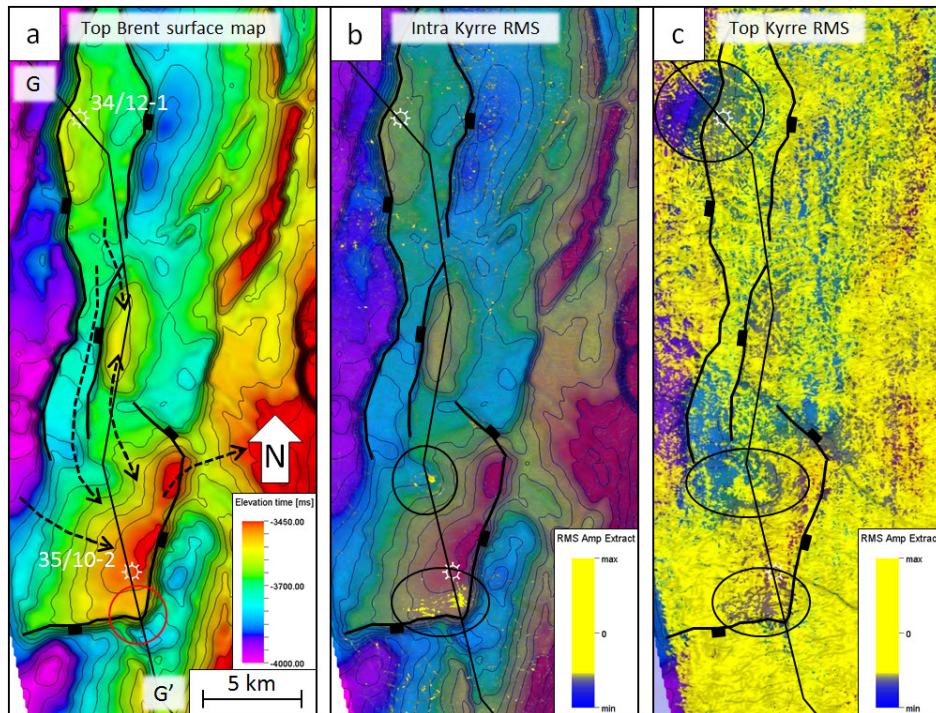 a
Top Brent surface map
G
34/12-1
N
Elevation time [ms]
-3450.00
-3700.00
-4000.00
35/10-2
G'
5 km
b
Intra Kyrre RMS
RMS Amp Extract
max
0
min
c
Top Kyrre RMS
RMS Amp Extract
max
0
min